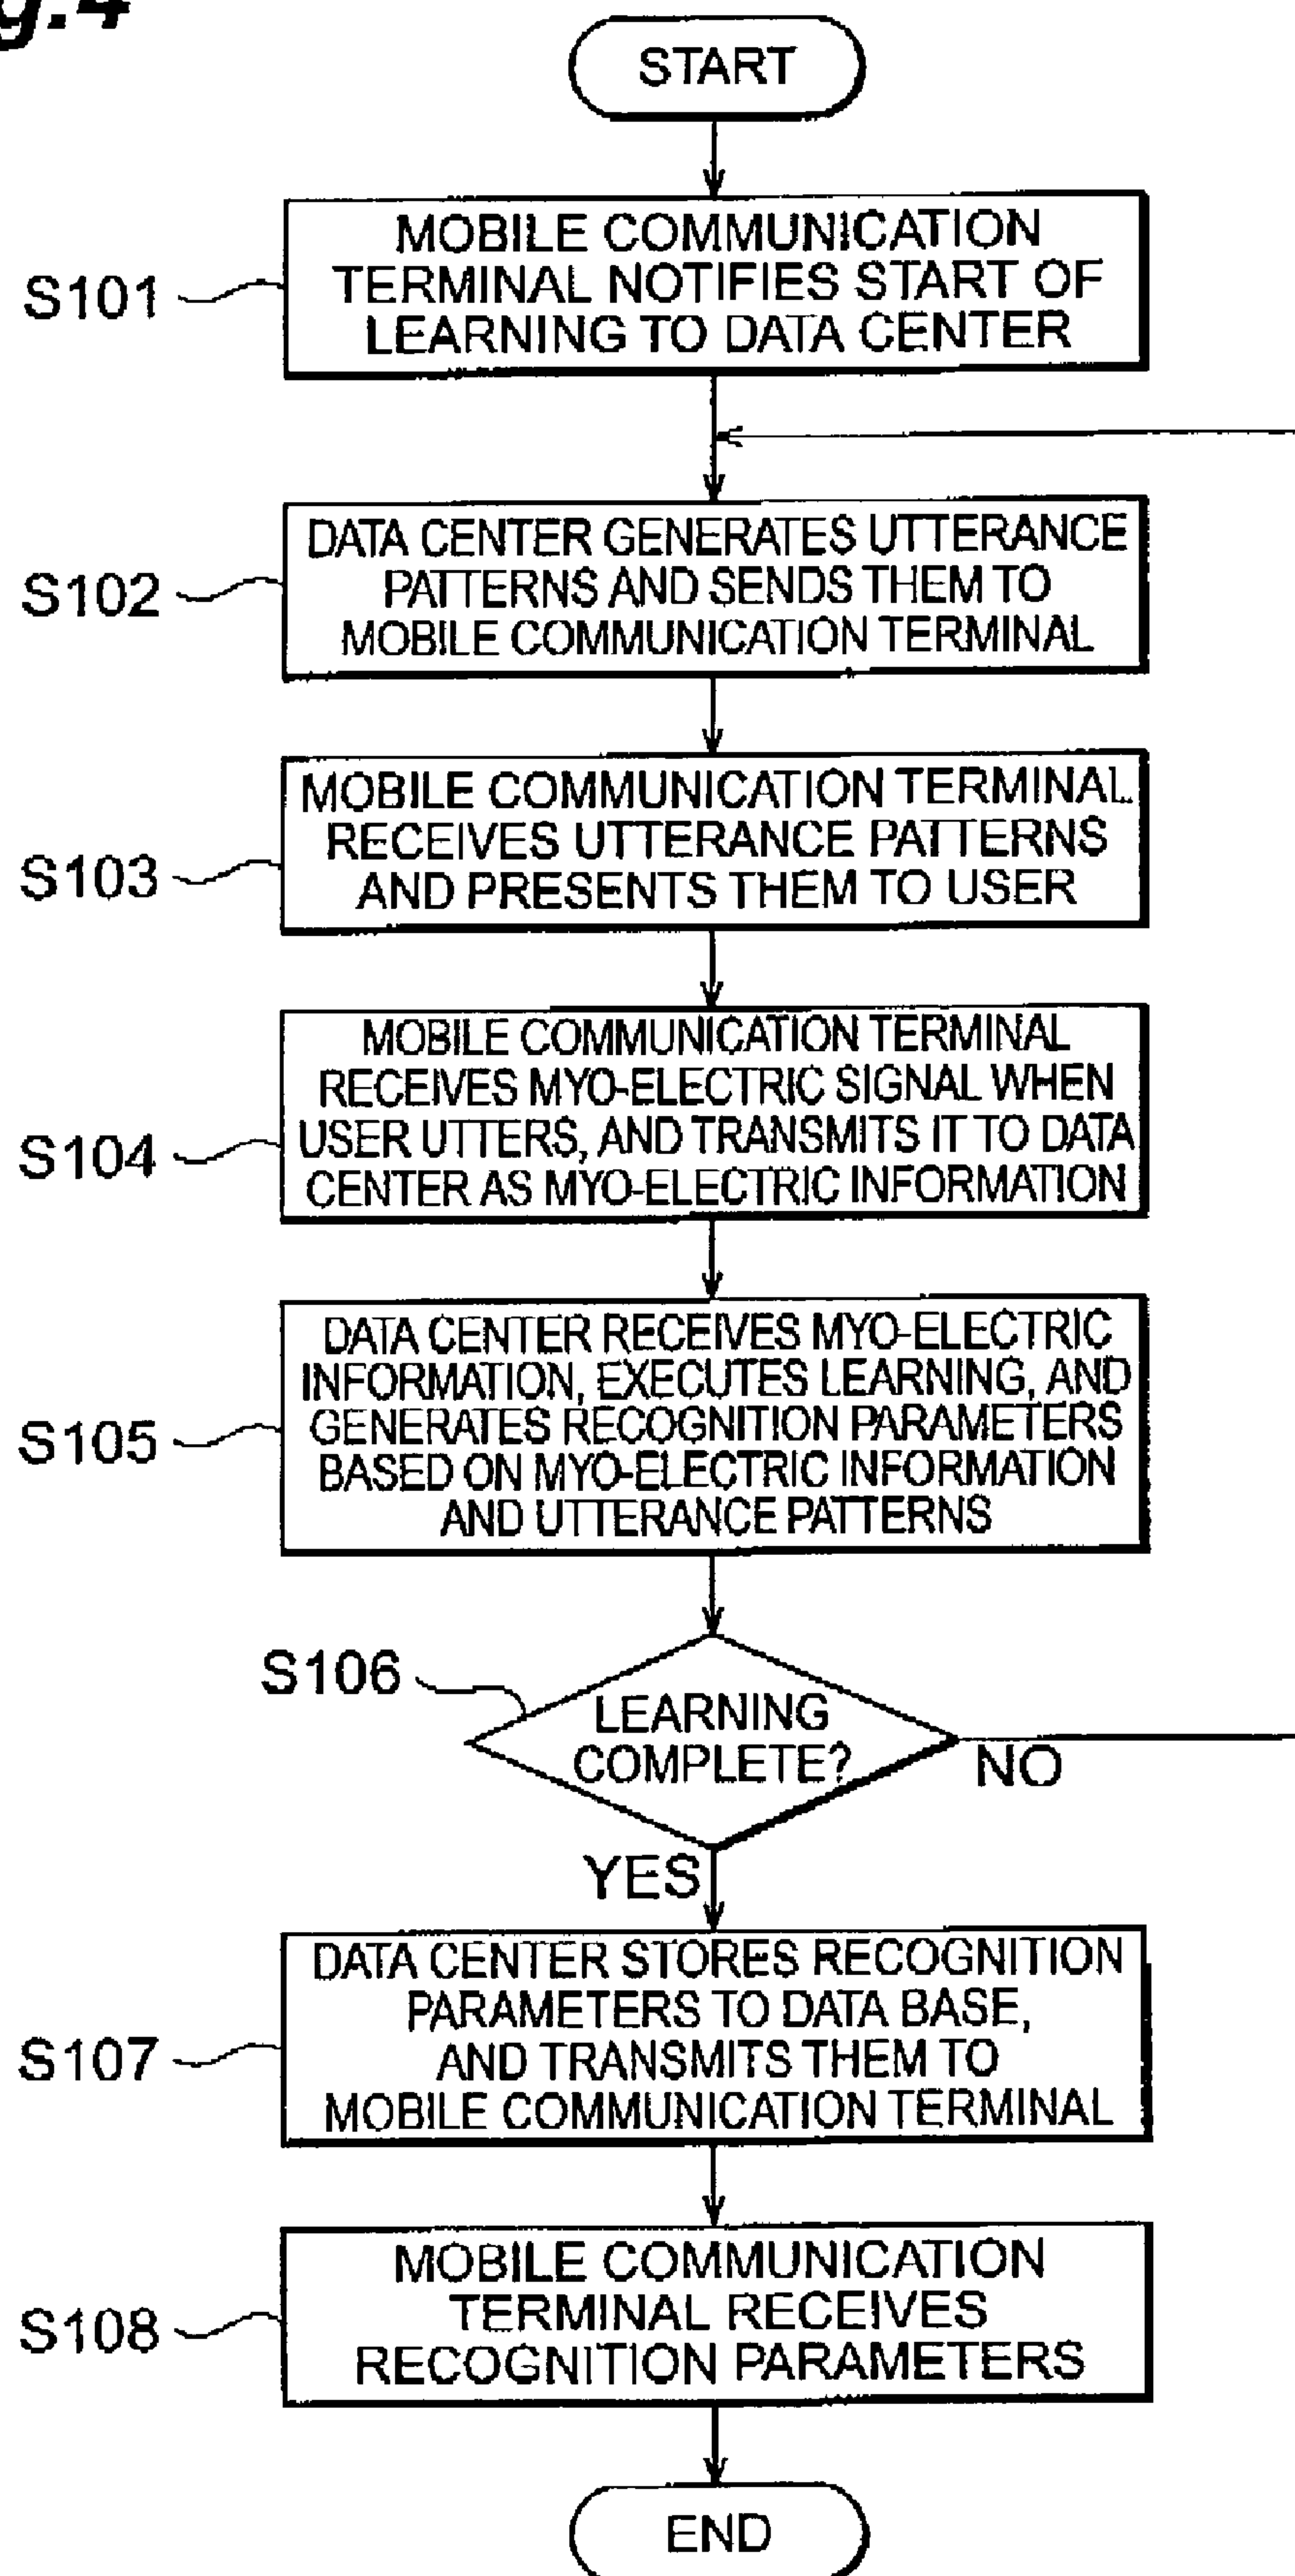 g.4
START
S101
MOBILE COMMUNICATION
TERMINAL NOTIFIES START OF
LEARNING TO DATA CENTER
S102
DATA CENTER GENERATES UTTERANCE
PATTERNS AND SENDS THEM TO
MOBILE COMMUNICATION TERMINAL
S103
MOBILE COMMUNICATION TERMINAL
RECEIVES UTTERANCE PATTERNS
AND PRESENTS THEM TO USER
S104
MOBILE COMMUNICATION TERMINAL
RECEIVES MYO-ELECTRIC SIGNAL WHEN
USER UTTERS, AND TRANSMITS IT TO DATA
CENTER AS MYO-ELECTRIC INFORMATION
S105
DATA CENTER RECEIVES MYO-ELECTRIC
INFORMATION, EXECUTES LEARNING, AND
GENERATES RECOGNITION PARAMETERS
BASED ON MYO-ELECTRIC INFORMATION
AND UTTERANCE PATTERNS
S106
LEARNING
COMPLETE?
NO
YES
S107
DATA CENTER STORES RECOGNITION
PARAMETERS TO DATA BASE,
AND TRANSMITS THEM TO
MOBILE COMMUNICATION TERMINAL
S108
MOBILE COMMUNICATION
TERMINAL RECEIVES
RECOGNITION PARAMETERS
END